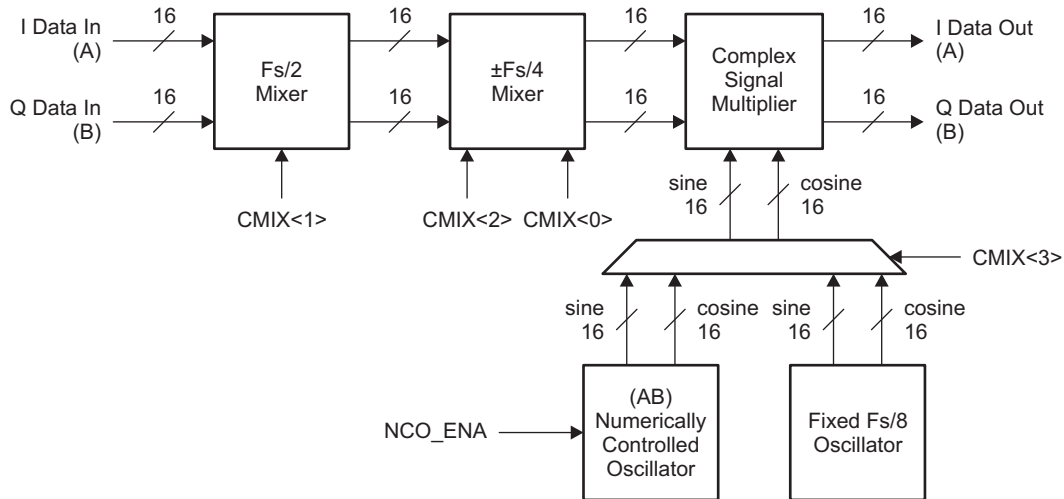 I Data In
(A)
16
Fs/2
Mixer
16
±Fs/4
Mixer
16
Complex
Signal
Multiplier
16
I Data Out
(A)
Q Data In
(B)
16
16
16
16
Q Data Out
(B)
CMIX<1>
CMIX<2>
CMIX<0>
sine
16
cosine
16
CMIX<3>
sine
16
cosine
16
sine
16
cosine
16
NCO_ENA
(AB)
Numerically
Controlled
Oscillator
Fixed Fs/8
Oscillator